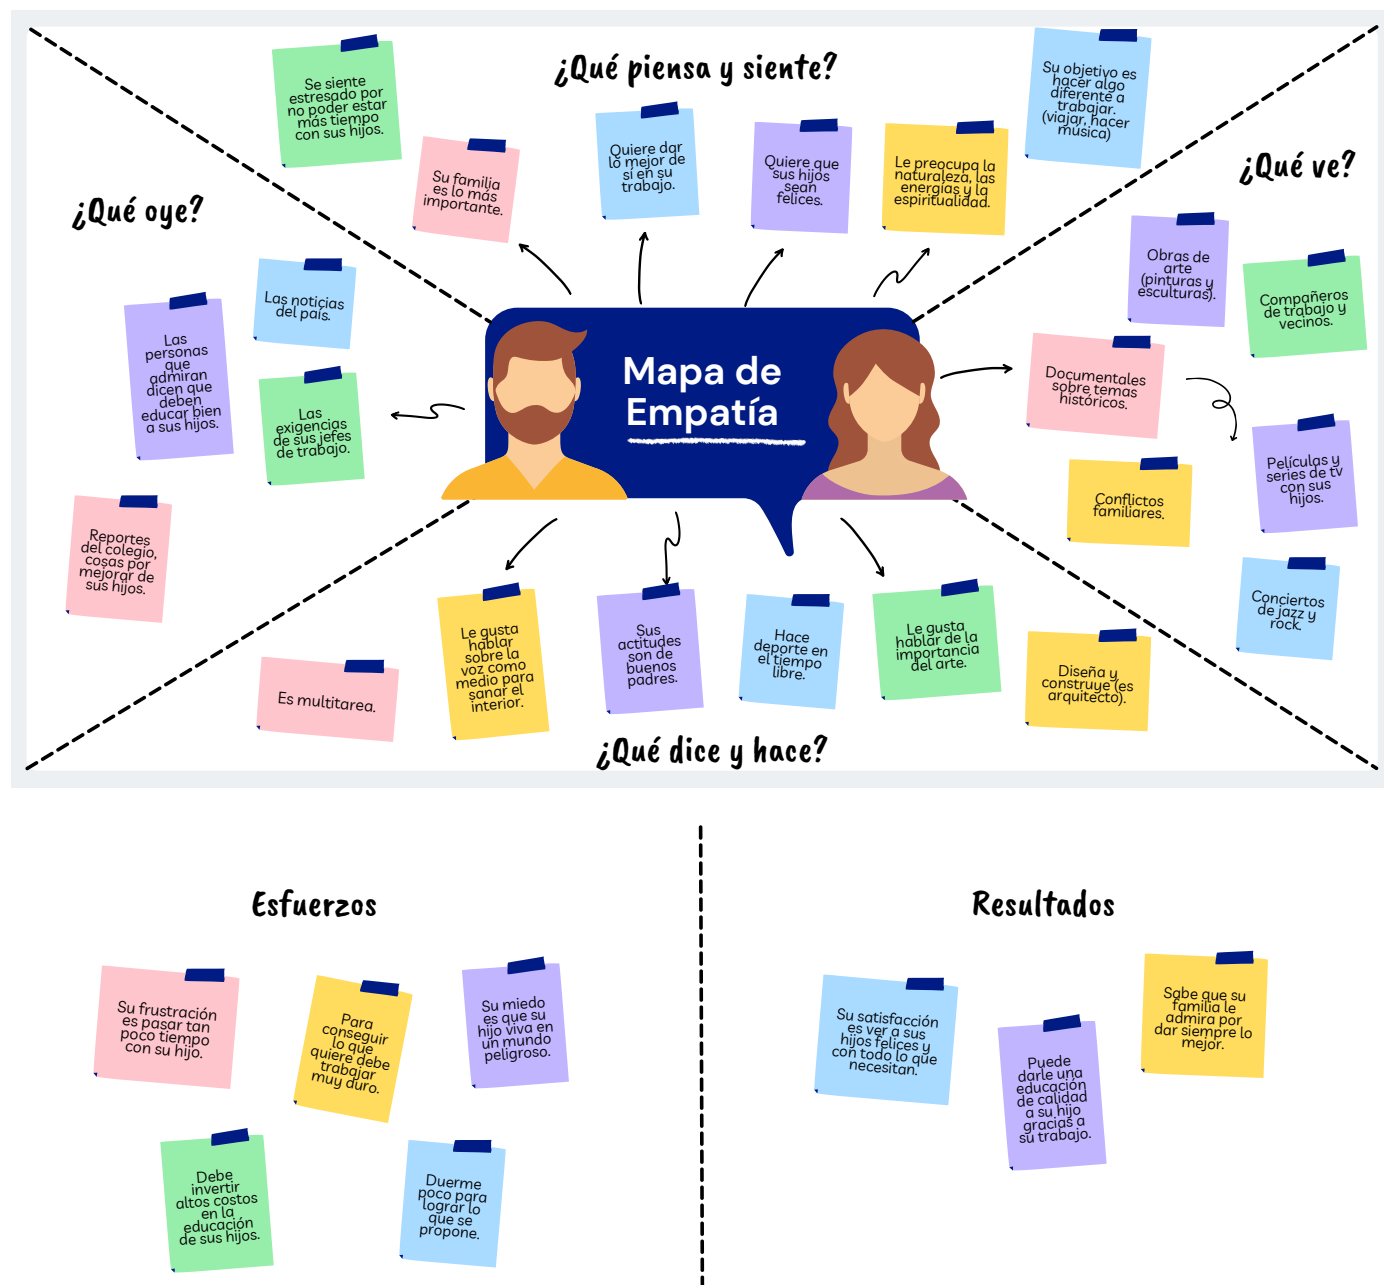 ¿Qué piensa y siente?
Se siente
estresado por
no poder estar
más tiempo
con sus hijos.
Su familia
es lo más
importante.
Quiere dar
lo mejor de
sí en su
trabajo.
Quiere que
sus hijos
sean
felices.
Le preocupa la
naturaleza, las
energías y la
espiritualidad.
Su objetivo es
hacer algo
diferente a
trabajar.
(viajar, hacer
música)
¿Qué oye?
Las noticias
del país.
Las
personas
que
admiran
dicen que
deben
educar bien
a sus hijos.
Las
exigencias
de sus jefes
de trabajo.
Reportes
del colegio,
cosas por
mejorar de
sus hijos.
Mapa de
Empatía
¿Qué ve?
Obras de
arte
(pinturas y
esculturas).
Compañeros
de trabajo y
vecinos.
Documentales
sobre temas
históricos.
Películas y
series de tv
con sus
hijos.
Conflictos
familiares.
Conciertos
de jazz y
rock.
Es multitarea.
Le gusta
hablar
sobre la
voz como
medio para
sanar el
interior.
Sus
actitudes
son de
buenos
padres.
Hace
deporte en
el tiempo
libre.
Le gusta
hablar de la
importancia
del arte.
Diseña y
construye (es
arquitecto).
¿Qué dice y hace?
Esfuerzos
Su frustración
es pasar tan
poco tiempo
con su hijo.
Para
conseguir
lo que
quiere debe
trabajar
muy duro.
Su miedo
es que su
hijo viva en
un mundo
peligroso.
Debe
invertir
altos costos
en la
educación
de sus hijos.
Duerme
poco para
lograr lo
que se
propone.
Resultados
Su satisfacción
es ver a sus
hijos felices y
con todo lo que
necesitan.
Puede
darle una
educación
de calidad
a su hijo
gracias a
su trabajo.
Sabe que su
familia le
admira por
dar siempre lo
mejor.